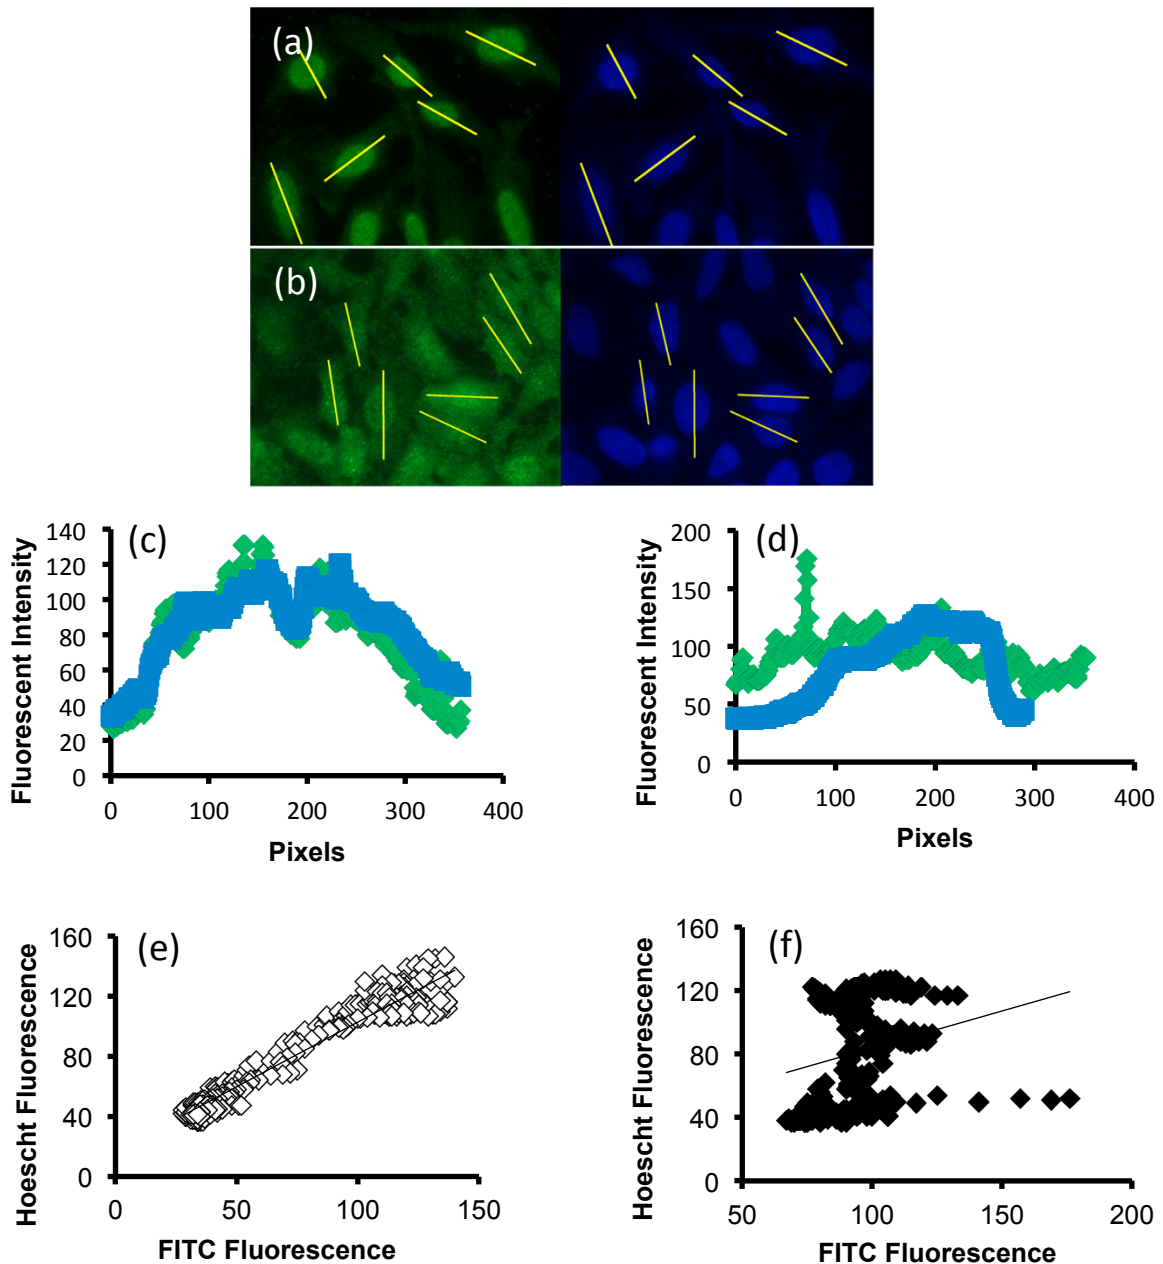 (a)
(b)
(c)
Fluorescent Intensity
140
120
100
80
60
40
20
0
0 100 200 300 400
Pixels
(d)
Fluorescent Intensity
200
150
100
50
0
0 100 200 300 400
Pixels
(e)
Hoescht Fluorescence
160
120
80
40
0
0 50 100 150
FITC Fluorescence
(f)
Hoescht Fluorescence
160
120
80
40
0
50 100 150 200
FITC Fluorescence